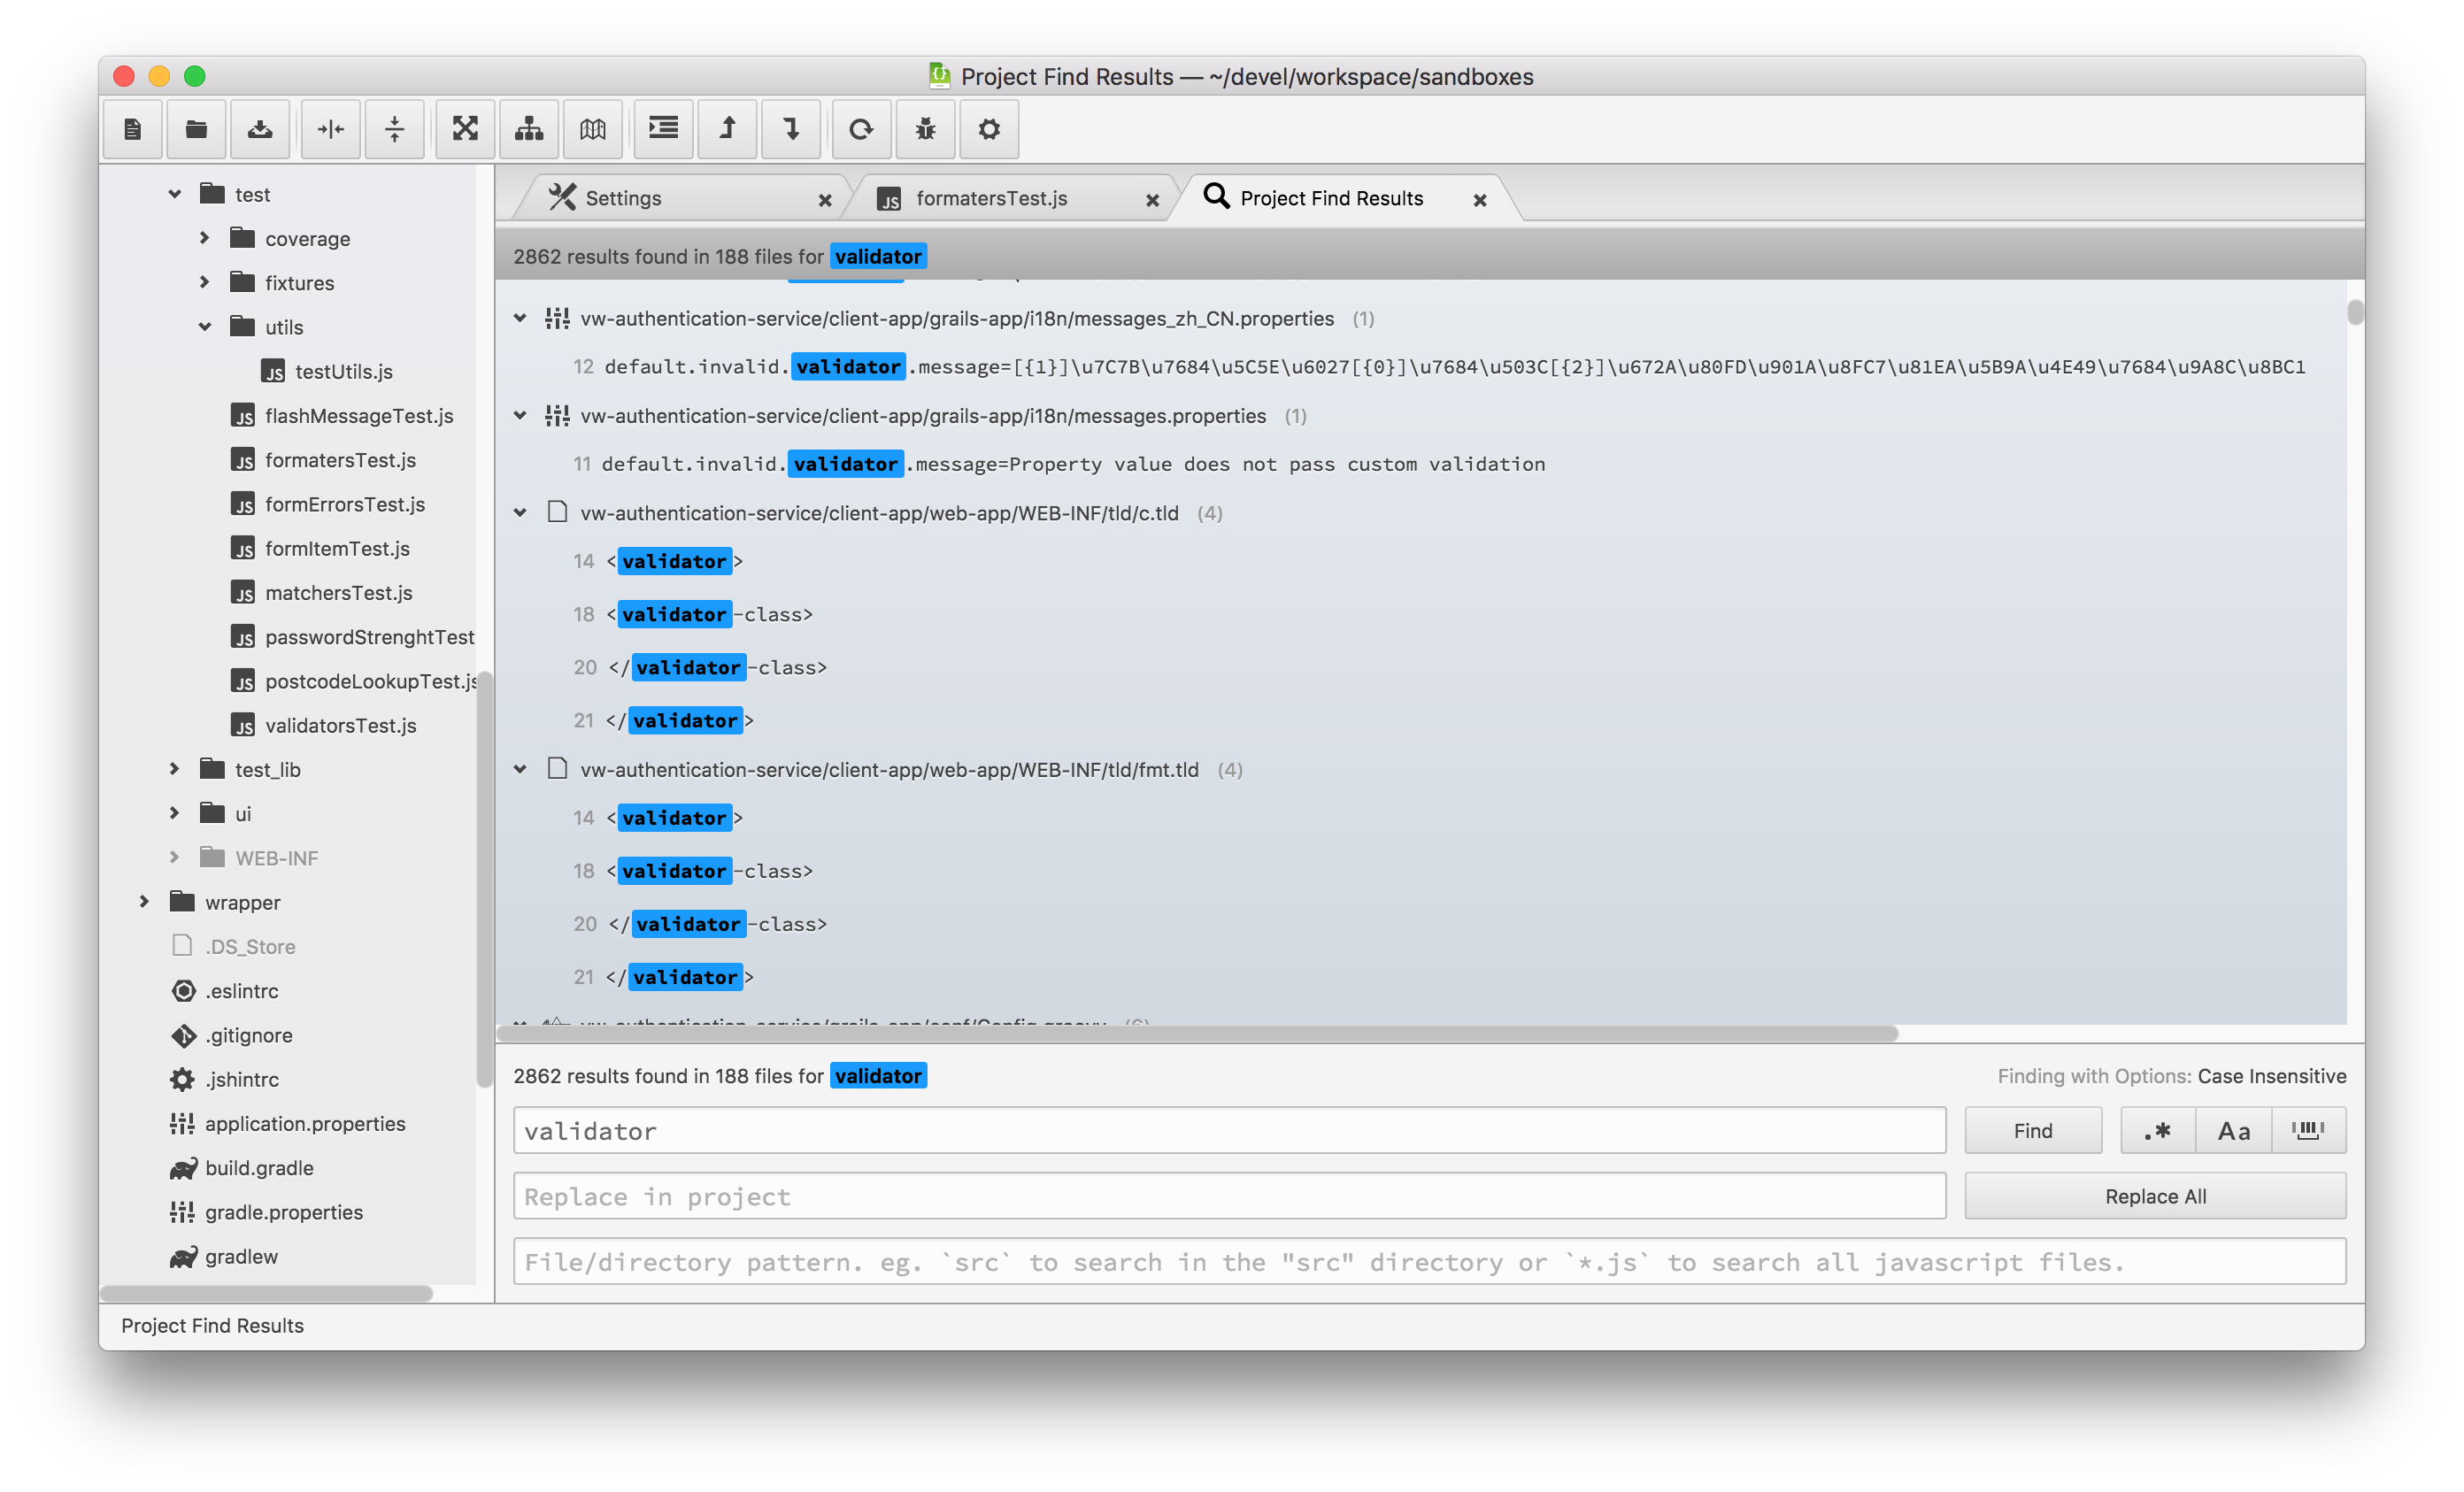 Project Find Results — ~/devel/workspace/sandboxes
test
coverage
fixtures
utils
testUtils.js
flashMessageTest.js
formatersTest.js
formErrorsTest.js
formItemTest.js
matchersTest.js
passwordStrenghtTest
postcodeLookupTest.js
validatorsTest.js
test_lib
ui
WEB-INF
wrapper
.DS_Store
.eslintrc
.gitignore
.jshintrc
application.properties
build.gradle
gradle.properties
gradlew
Settings
formatersTest.js
Project Find Results
2862 results found in 188 files for validator
vw-authentication-service/client-app/grails-app/i18n/messages_zh_CN.properties (1)
12 default.invalid.validator.message=[{1}]\u7C7B\u7684\u5C5E\u6027[{0}]\u7684\u503C[{2}]\u672A\u80FD\u901A\u8FC7\u81EA\u5B9A\u4E49\u7684\u9A8C\u8BC1
vw-authentication-service/client-app/grails-app/i18n/messages.properties (1)
11 default.invalid.validator.message=Property value does not pass custom validation
vw-authentication-service/client-app/web-app/WEB-INF/tld/c.tld (4)
14 <validator>
18 <validator-class>
20 </validator-class>
21 </validator>
vw-authentication-service/client-app/web-app/WEB-INF/tld/fmt.tld (4)
14 <validator>
18 <validator-class>
20 </validator-class>
21 </validator>
vw-authentication-service/grails-app/conf/Config.groovy (6)
2862 results found in 188 files for validator
Finding with Options: Case Insensitive
validator
Find
.*
Aa
Replace in project
Replace All
File/directory pattern. eg. `src` to search in the "src" directory or `*.js` to search all javascript files.
Project Find Results